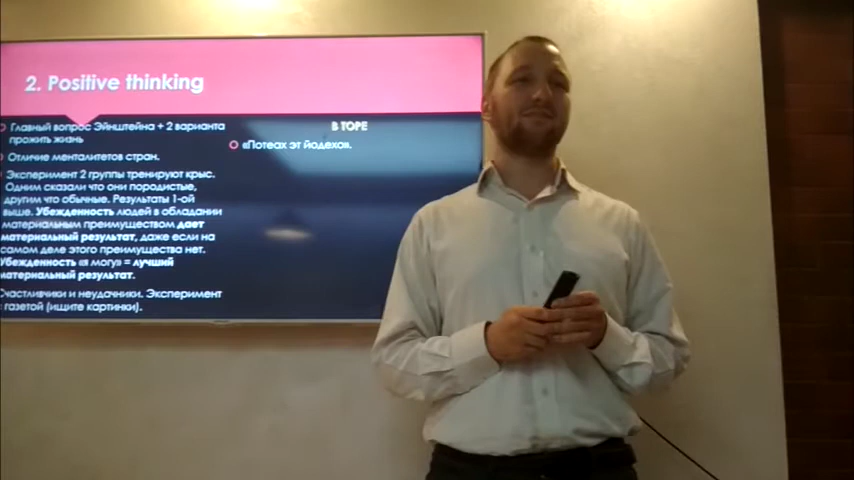 2. Positive thinking
Главный вопрос Эйнштейна + 2 варианта
прожить жизнь
Отличие менталитетов стран.
Эксперимент 2 группы тренируют крыс.
Одним сказали что они породистые,
другим что обычные. Результаты 1-ой
выше. Убежденность людей в обладании
материальным преимуществом дает
материальный результат, даже если на
самом деле этого преимущества нет.
Убежденность «я могу» = лучший
материальный результат.
Счастливчики и неудачники. Эксперимент
с газетой (ищите картинки).
В ТОРЕ
«Потеах эт Йодехо».